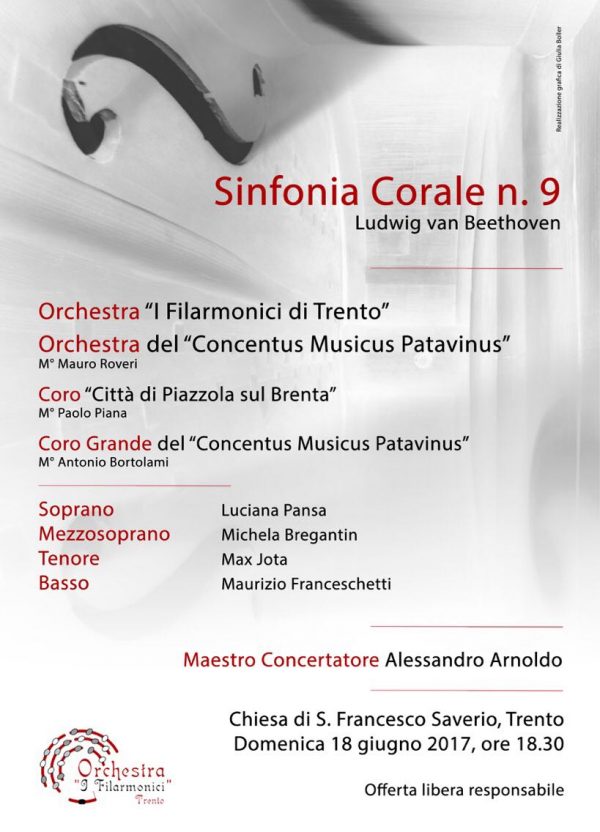 Realizzazione grafica di Giulia Boller
Sinfonia Corale n. 9
Ludwig van Beethoven
Orchestra “I Filarmonici di Trento”
Orchestra del “Concentus Musicus Patavinus”
M° Mauro Roveri
Coro “Città di Piazzola sul Brenta”
M° Paolo Piana
Coro Grande del “Concentus Musicus Patavinus”
M° Antonio Bortolami
Soprano Luciana Pansa
Mezzosoprano Michela Bregantin
Tenore Max Jota
Basso Maurizio Franceschetti
Maestro Concertatore Alessandro Arnoldo
Chiesa di S. Francesco Saverio, Trento
Domenica 18 giugno 2017, ore 18.30
Offerta libera responsabile
Orchestra
"I Filarmonici"
Trento